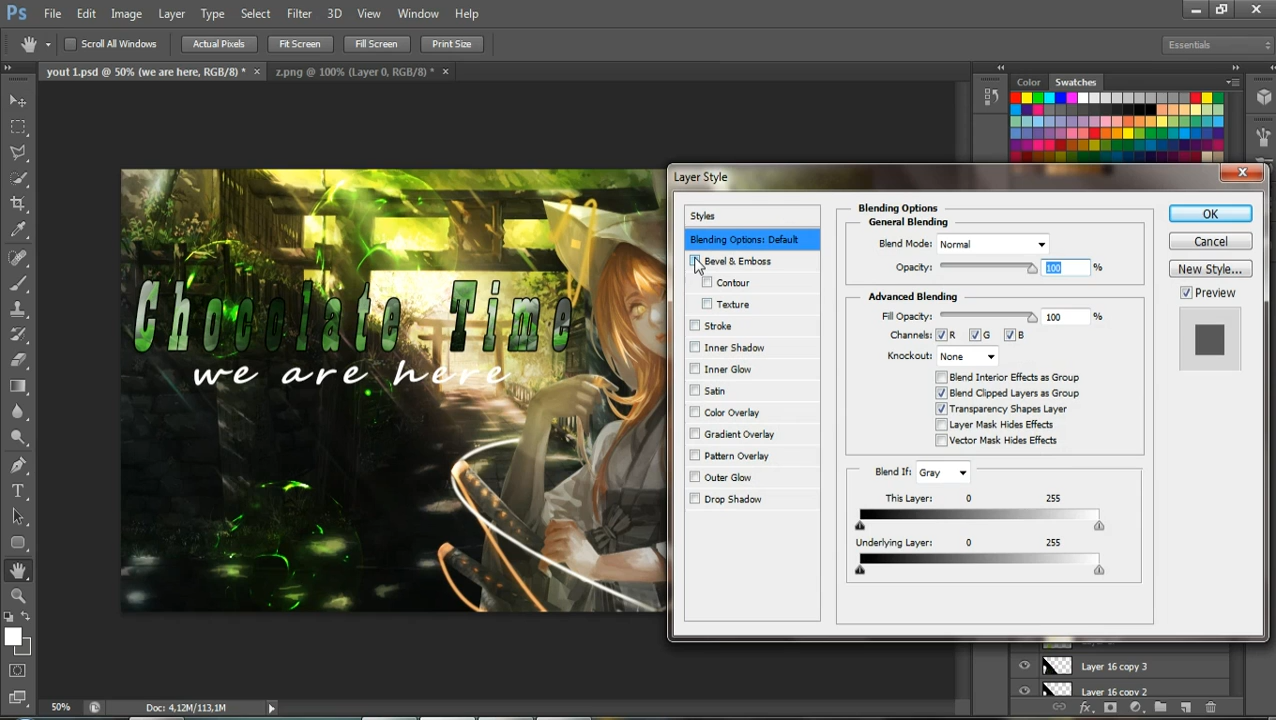 Ps File Edit Image Layer Type Select Filter 3D View Window Help
Scroll All Windows Actual Pixels Fit Screen Fill Screen Print Size Essentials
yout 1.psd @ 50% (we are here, RGB/8) * × z.png @ 100% (Layer 0, RGB/8) * ×
Color Swatches
Chocolate Time
we are here
Layer Style
Styles
Blending Options: Default
Bevel & Emboss
Contour
Texture
Stroke
Inner Shadow
Inner Glow
Satin
Color Overlay
Gradient Overlay
Pattern Overlay
Outer Glow
Drop Shadow
Blending Options
General Blending
Blend Mode: Normal
Opacity: 100 %
Advanced Blending
Fill Opacity: 100 %
Channels: R G B
Knockout: None
Blend Interior Effects as Group
Blend Clipped Layers as Group
Transparency Shapes Layer
Layer Mask Hides Effects
Vector Mask Hides Effects
Blend If: Gray
This Layer: 0 255
Underlying Layer: 0 255
OK
Cancel
New Style...
Preview
Layer 16 copy 3
Layer 16 copy 2
50% Doc: 4,12M/113,1M